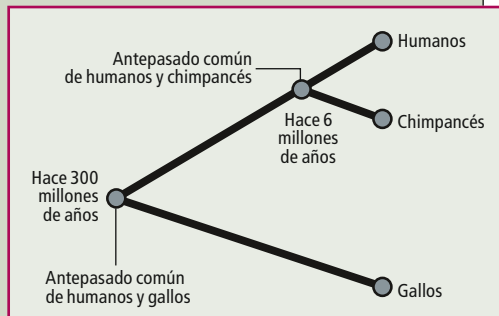 Humanos
Antepasado común
de humanos y chimpancés
Hace 6
millones
de años
Chimpancés
Hace 300
millones
de años
Antepasado común
de humanos y gallos
Gallos